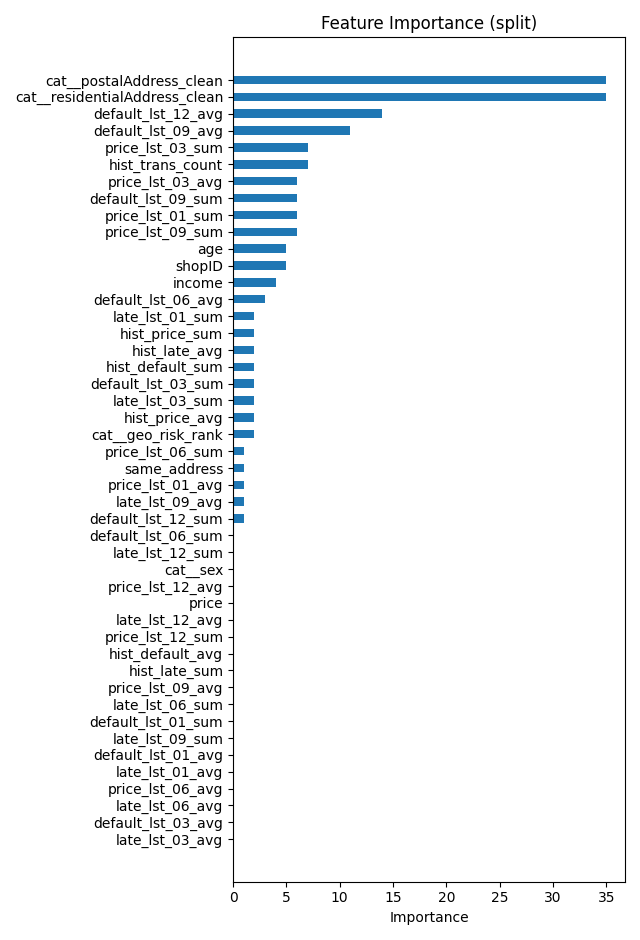 Feature Importance (split)
cat__postalAddress_clean
cat__residentialAddress_clean
default_lst_12_avg
default_lst_09_avg
price_lst_03_sum
hist_trans_count
price_lst_03_avg
default_lst_09_sum
price_lst_01_sum
price_lst_09_sum
age
shopID
income
default_lst_06_avg
late_lst_01_sum
hist_price_sum
hist_late_avg
hist_default_sum
default_lst_03_sum
late_lst_03_sum
hist_price_avg
cat__geo_risk_rank
price_lst_06_sum
same_address
price_lst_01_avg
late_lst_09_avg
default_lst_12_sum
default_lst_06_sum
late_lst_12_sum
cat__sex
price_lst_12_avg
price
late_lst_12_avg
price_lst_12_sum
hist_default_avg
hist_late_sum
price_lst_09_avg
late_lst_06_sum
default_lst_01_sum
late_lst_09_sum
default_lst_01_avg
late_lst_01_avg
price_lst_06_avg
late_lst_06_avg
default_lst_03_avg
late_lst_03_avg
0 5 10 15 20 25 30 35
Importance